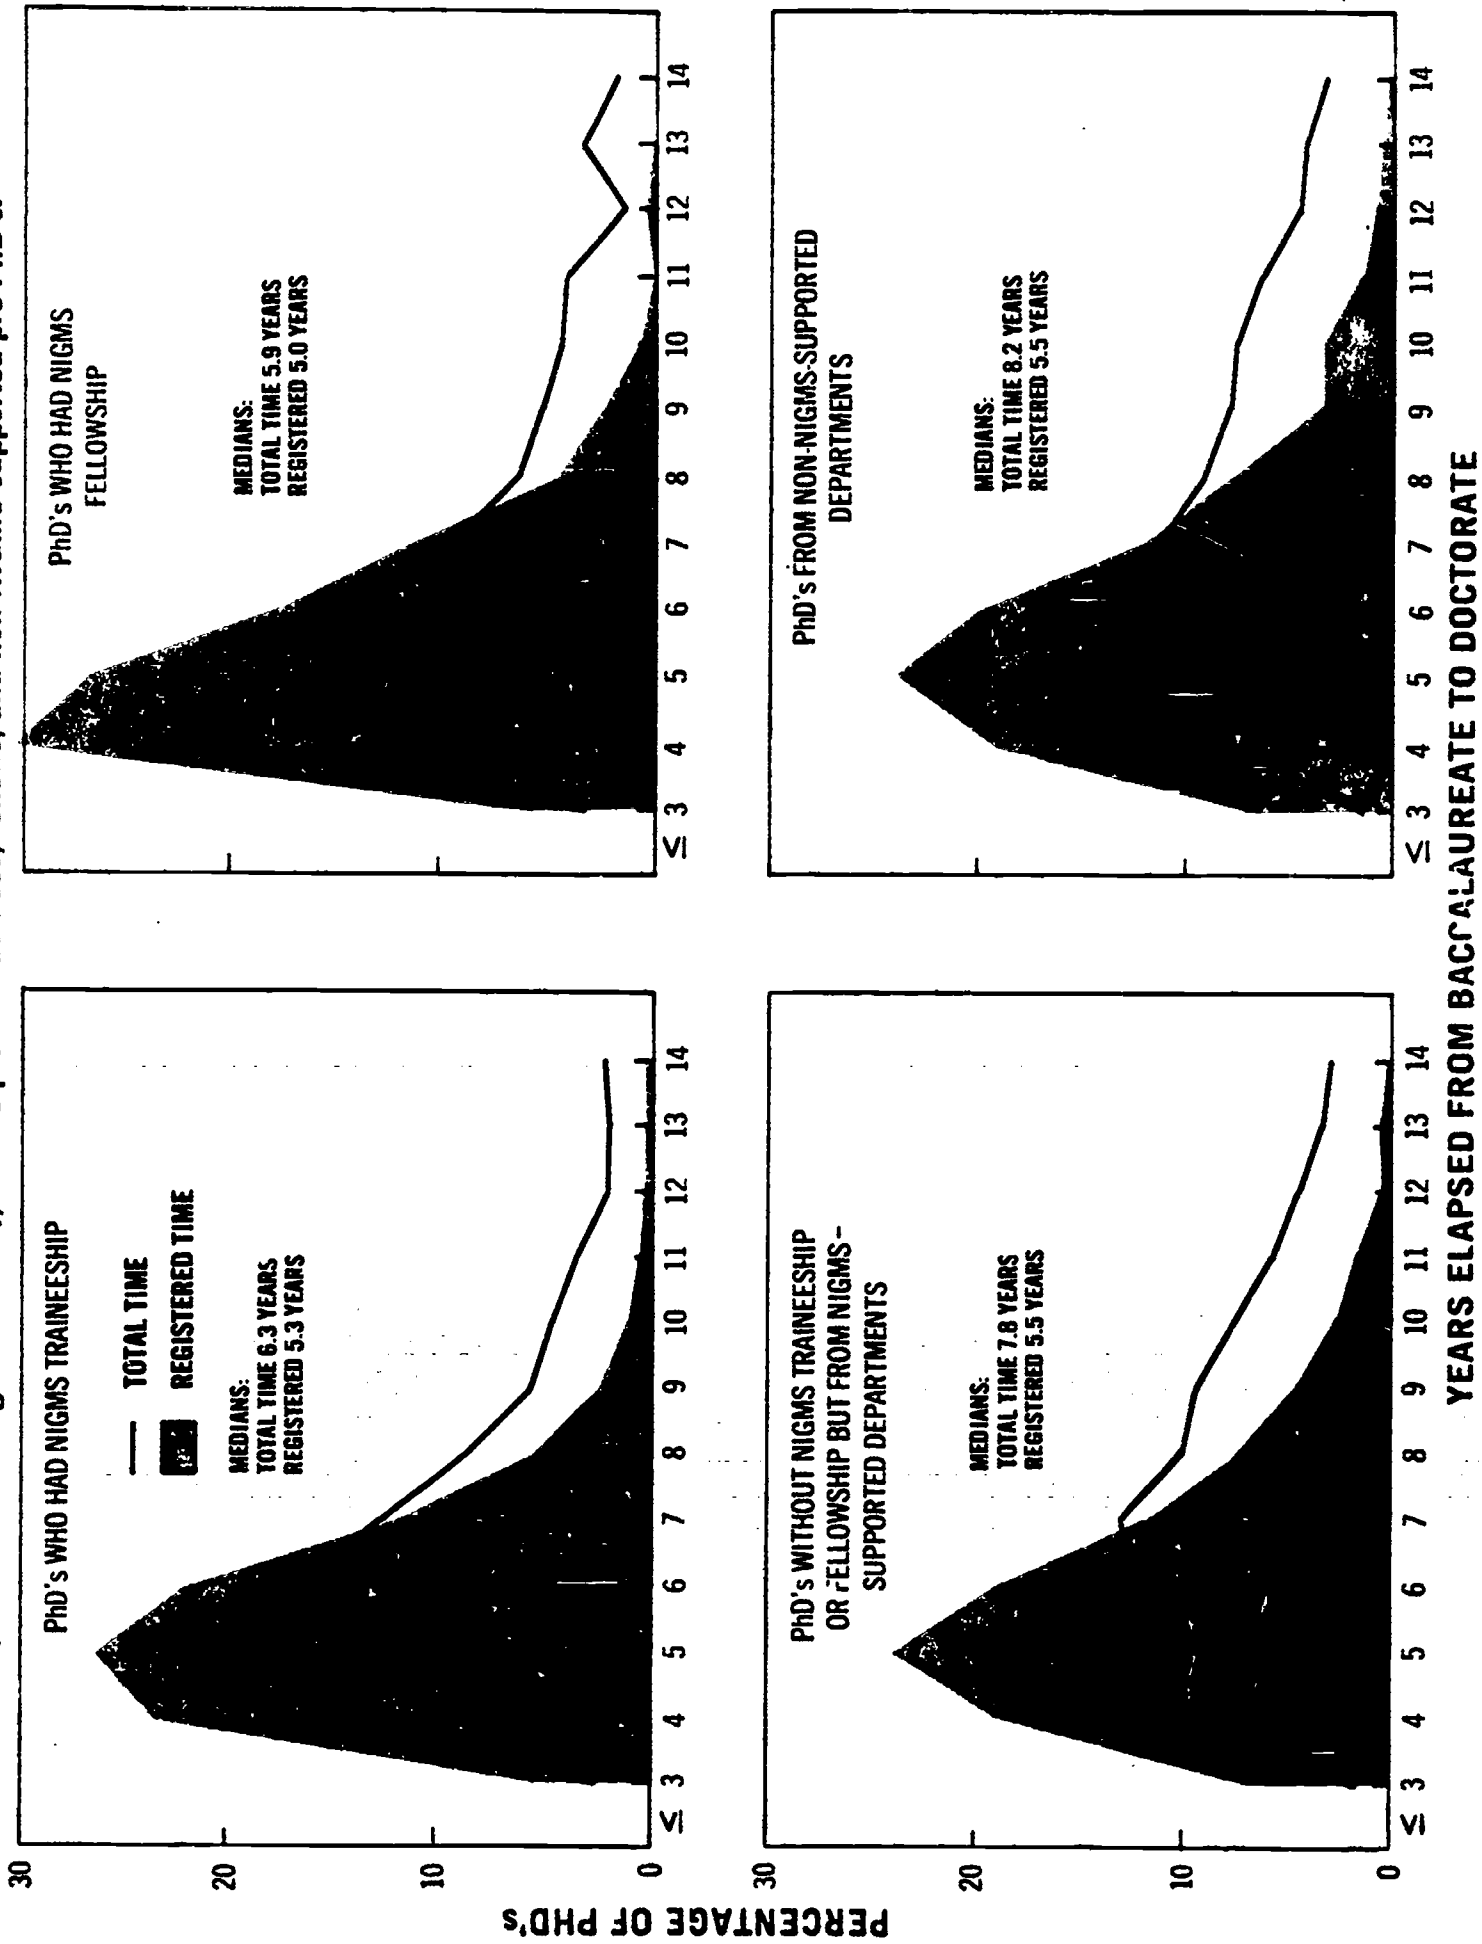 PhD's WHO HAD NIGMS TRAINEESHIP
TOTAL TIME
REGISTERED TIME
MEDIANS:
TOTAL TIME 6.3 YEARS
REGISTERED 5.3 YEARS
30
20
10
0
≤ 3 4 5 6 7 8 9 10 11 12 13 14
PhD's WHO HAD NIGMS
FELLOWSHIP
MEDIANS:
TOTAL TIME 5.9 YEARS
REGISTERED 5.0 YEARS
≤ 3 4 5 6 7 8 9 10 11 12 13 14
PERCENTAGE OF PHD's
PhD's WITHOUT NIGMS TRAINEESHIP
OR FELLOWSHIP BUT FROM NIGMS-
SUPPORTED DEPARTMENTS
MEDIANS:
TOTAL TIME 7.8 YEARS
REGISTERED 5.5 YEARS
30
20
10
0
≤ 3 4 5 6 7 8 9 10 11 12 13 14
PhD's FROM NON-NIGMS-SUPPORTED
DEPARTMENTS
MEDIANS:
TOTAL TIME 8.2 YEARS
REGISTERED 5.5 YEARS
≤ 3 4 5 6 7 8 9 10 11 12 13 14
YEARS ELAPSED FROM BACCALAUREATE TO DOCTORATE